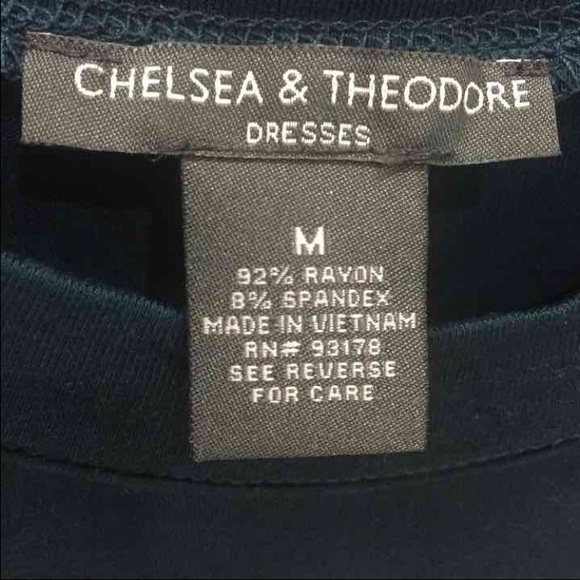 CHELSEA & THEODORE
DRESSES
M
92% RAYON
8% SPANDEX
MADE IN VIETNAM
RN# 93178
SEE REVERSE
FOR CARE